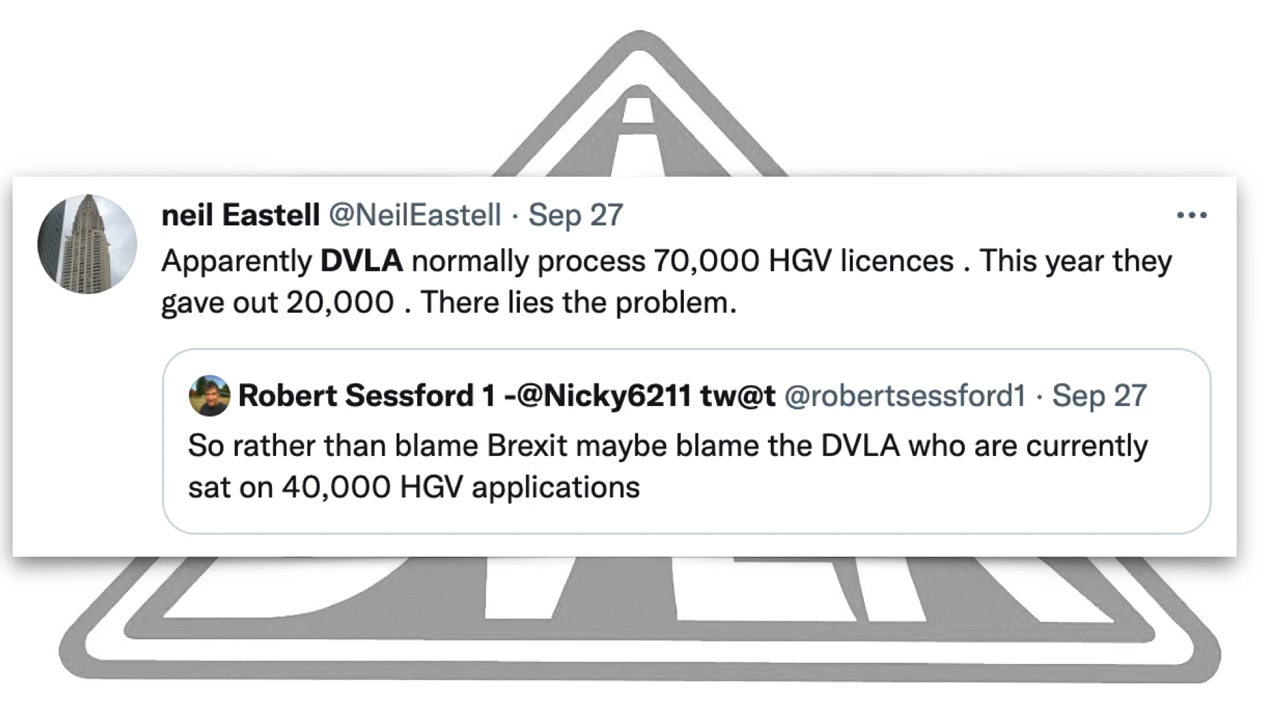 neil Eastell @NeilEastell · Sep 27
Apparently DVLA normally process 70,000 HGV licences . This year they
gave out 20,000 . There lies the problem.
Robert Sessford 1 -@Nicky6211 tw@t @robertsessford1 · Sep 27
So rather than blame Brexit maybe blame the DVLA who are currently
sat on 40,000 HGV applications